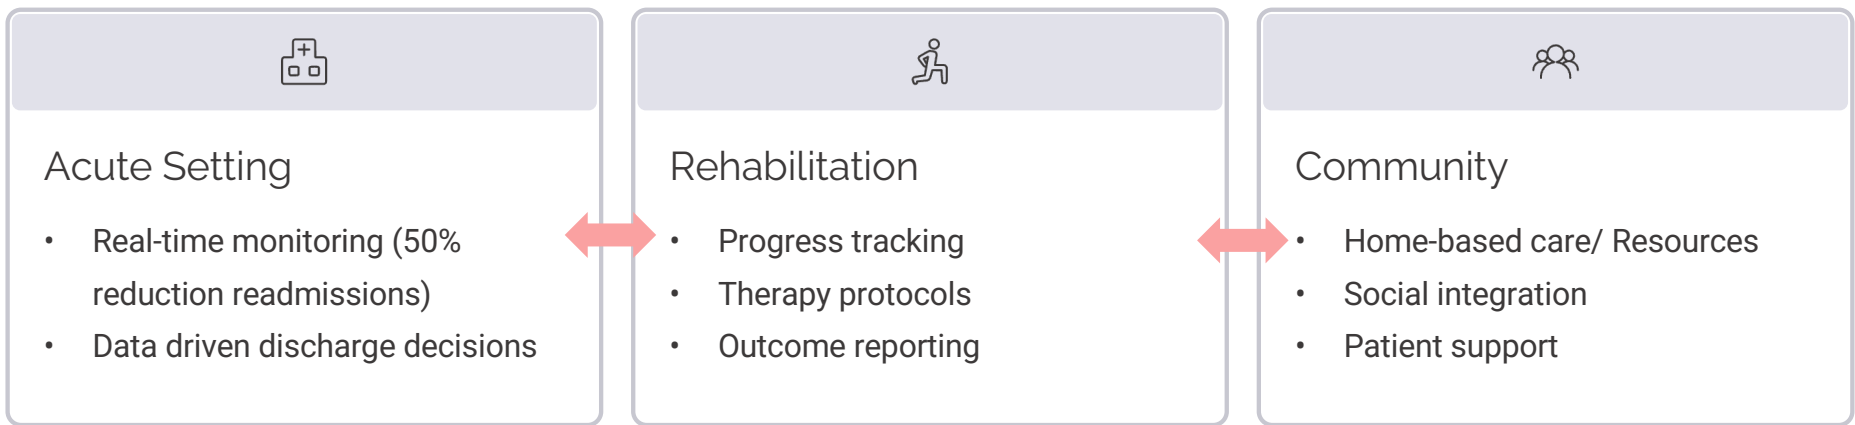 Acute Setting
• Real-time monitoring (50%
reduction readmissions)
• Data driven discharge decisions
Rehabilitation
• Progress tracking
• Therapy protocols
• Outcome reporting
Community
• Home-based care/ Resources
• Social integration
• Patient support